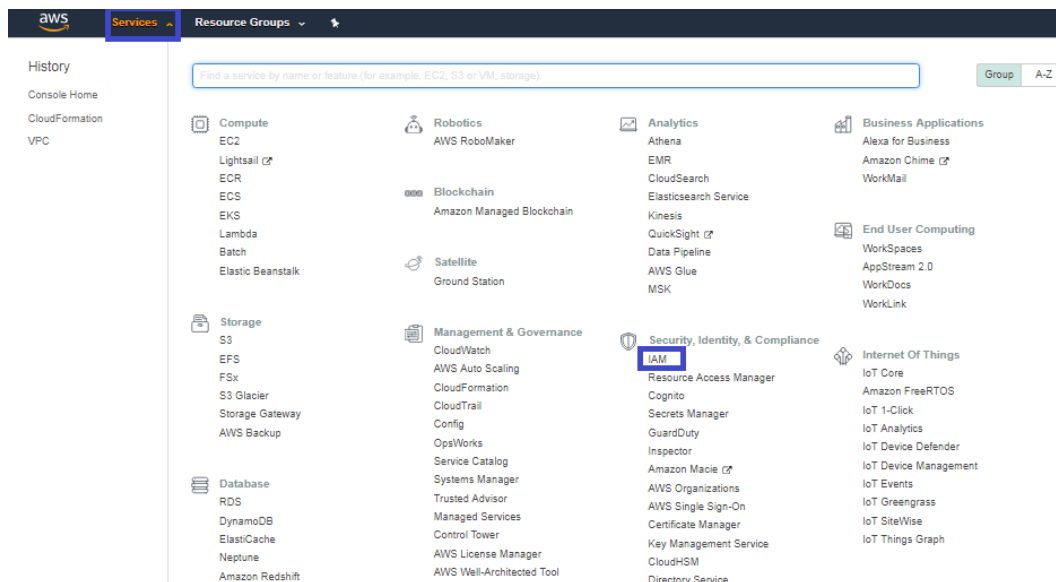 aws
Services
Resource Groups
History
Console Home
CloudFormation
VPC
Find a service by name or feature (for example, EC2, S3 or VM, storage).
Group
A-Z
Compute
EC2
Lightsail
ECR
ECS
EKS
Lambda
Batch
Elastic Beanstalk
Storage
S3
EFS
FSx
S3 Glacier
Storage Gateway
AWS Backup
Database
RDS
DynamoDB
ElastiCache
Neptune
Amazon Redshift
Robotics
AWS RoboMaker
Blockchain
Amazon Managed Blockchain
Satellite
Ground Station
Management & Governance
CloudWatch
AWS Auto Scaling
CloudFormation
CloudTrail
Config
OpsWorks
Service Catalog
Systems Manager
Trusted Advisor
Managed Services
Control Tower
AWS License Manager
AWS Well-Architected Tool
Analytics
Athena
EMR
CloudSearch
Elasticsearch Service
Kinesis
QuickSight
Data Pipeline
AWS Glue
MSK
Security, Identity, & Compliance
IAM
Resource Access Manager
Cognito
Secrets Manager
GuardDuty
Inspector
Amazon Macie
AWS Organizations
AWS Single Sign-On
Certificate Manager
Key Management Service
CloudHSM
Directory Service
Business Applications
Alexa for Business
Amazon Chime
WorkMail
End User Computing
WorkSpaces
AppStream 2.0
WorkDocs
WorkLink
Internet Of Things
IoT Core
Amazon FreeRTOS
IoT 1-Click
IoT Analytics
IoT Device Defender
IoT Device Management
IoT Events
IoT Greengrass
IoT SiteWise
IoT Things Graph